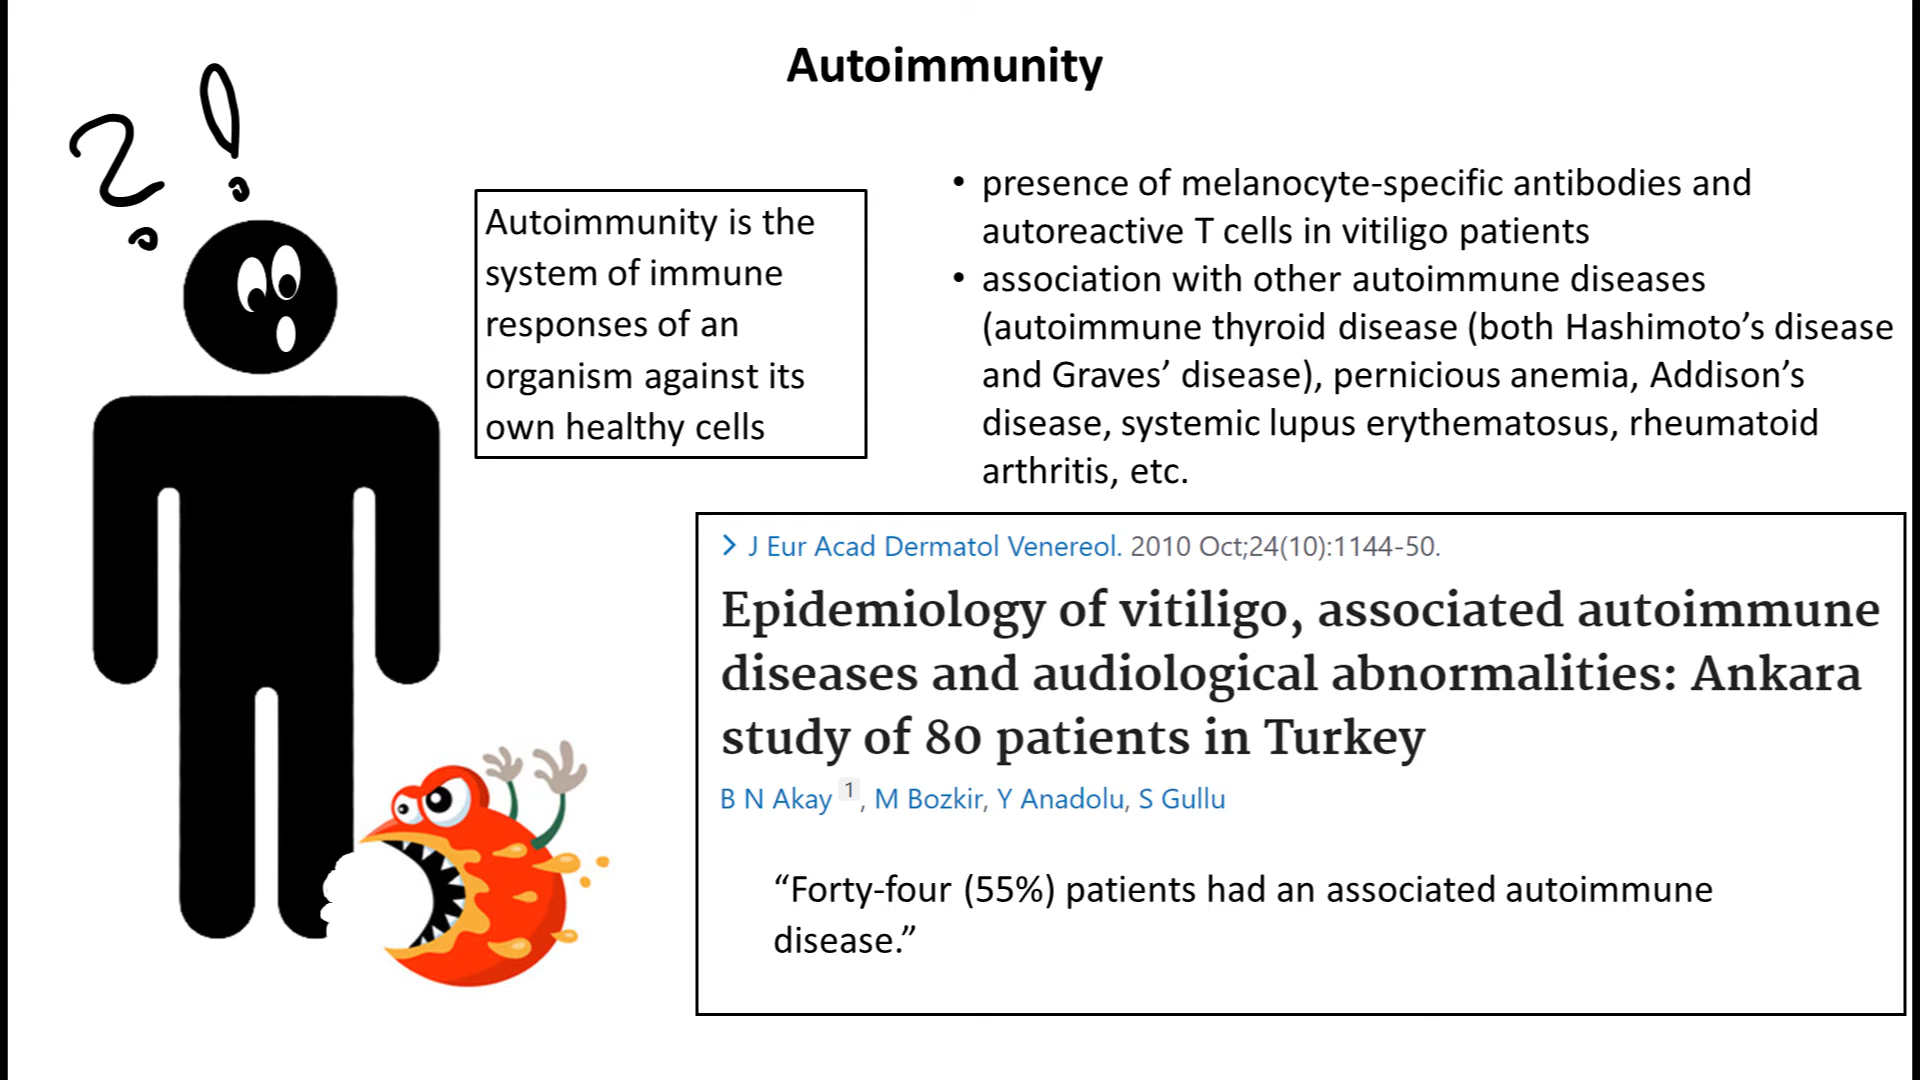 Autoimmunity
? !
Autoimmunity is the
system of immune
responses of an
organism against its
own healthy cells
• presence of melanocyte-specific antibodies and
autoreactive T cells in vitiligo patients
• association with other autoimmune diseases
(autoimmune thyroid disease (both Hashimoto’s disease
and Graves’ disease), pernicious anemia, Addison’s
disease, systemic lupus erythematosus, rheumatoid
arthritis, etc.
> J Eur Acad Dermatol Venereol. 2010 Oct;24(10):1144-50.
Epidemiology of vitiligo, associated autoimmune
diseases and audiological abnormalities: Ankara
study of 80 patients in Turkey
B N Akay 1, M Bozkir, Y Anadolu, S Gullu
“Forty-four (55%) patients had an associated autoimmune
disease.”